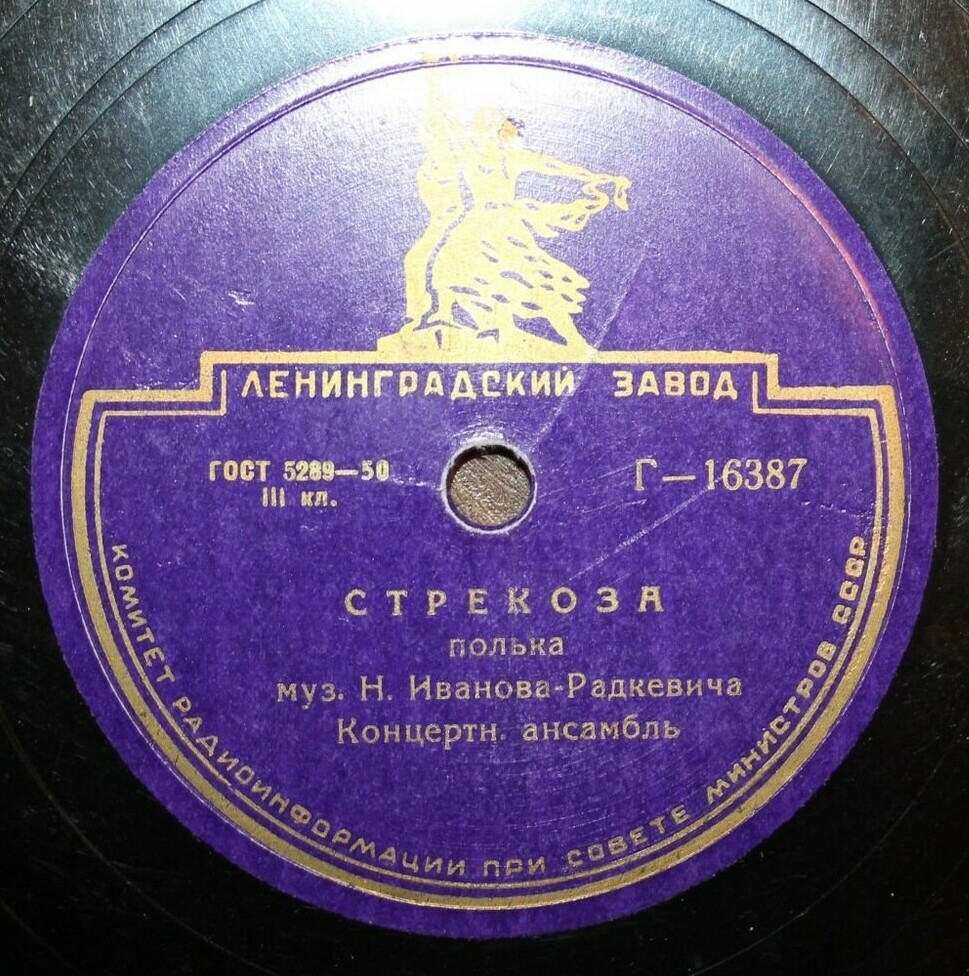 ЛЕНИНГРАДСКИЙ ЗАВОД
ГОСТ 5289—50
III кл.
Г—16387
СТРЕКОЗА
полька
муз. Н. Иванова-Радкевича
Концертн. ансамбль
КОМИТЕТ РАДИОИНФОРМАЦИИ ПРИ СОВЕТЕ МИНИСТРОВ СССР